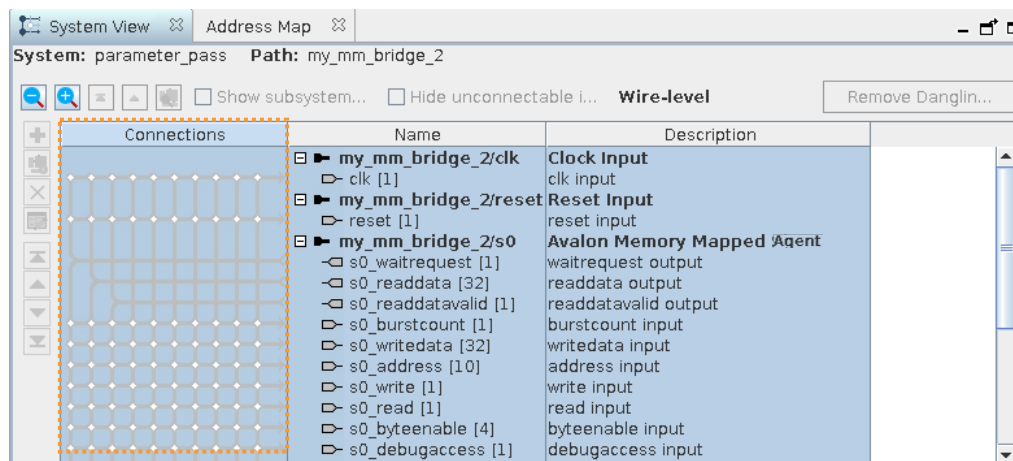 System View Address Map
System: parameter_pass Path: my_mm_bridge_2
Show subsystem... Hide unconnectable i... Wire-level Remove Danglin...
Connections Name Description
my_mm_bridge_2/clk Clock Input
clk [1] clk input
my_mm_bridge_2/reset Reset Input
reset [1] reset input
my_mm_bridge_2/s0 Avalon Memory Mapped Agent
s0_waitrequest [1] waitrequest output
s0_readdata [32] readdata output
s0_readdatavalid [1] readdatavalid output
s0_burstcount [1] burstcount input
s0_writedata [32] writedata input
s0_address [10] address input
s0_write [1] write input
s0_read [1] read input
s0_byteenable [4] byteenable input
s0_debugaccess [1] debugaccess input